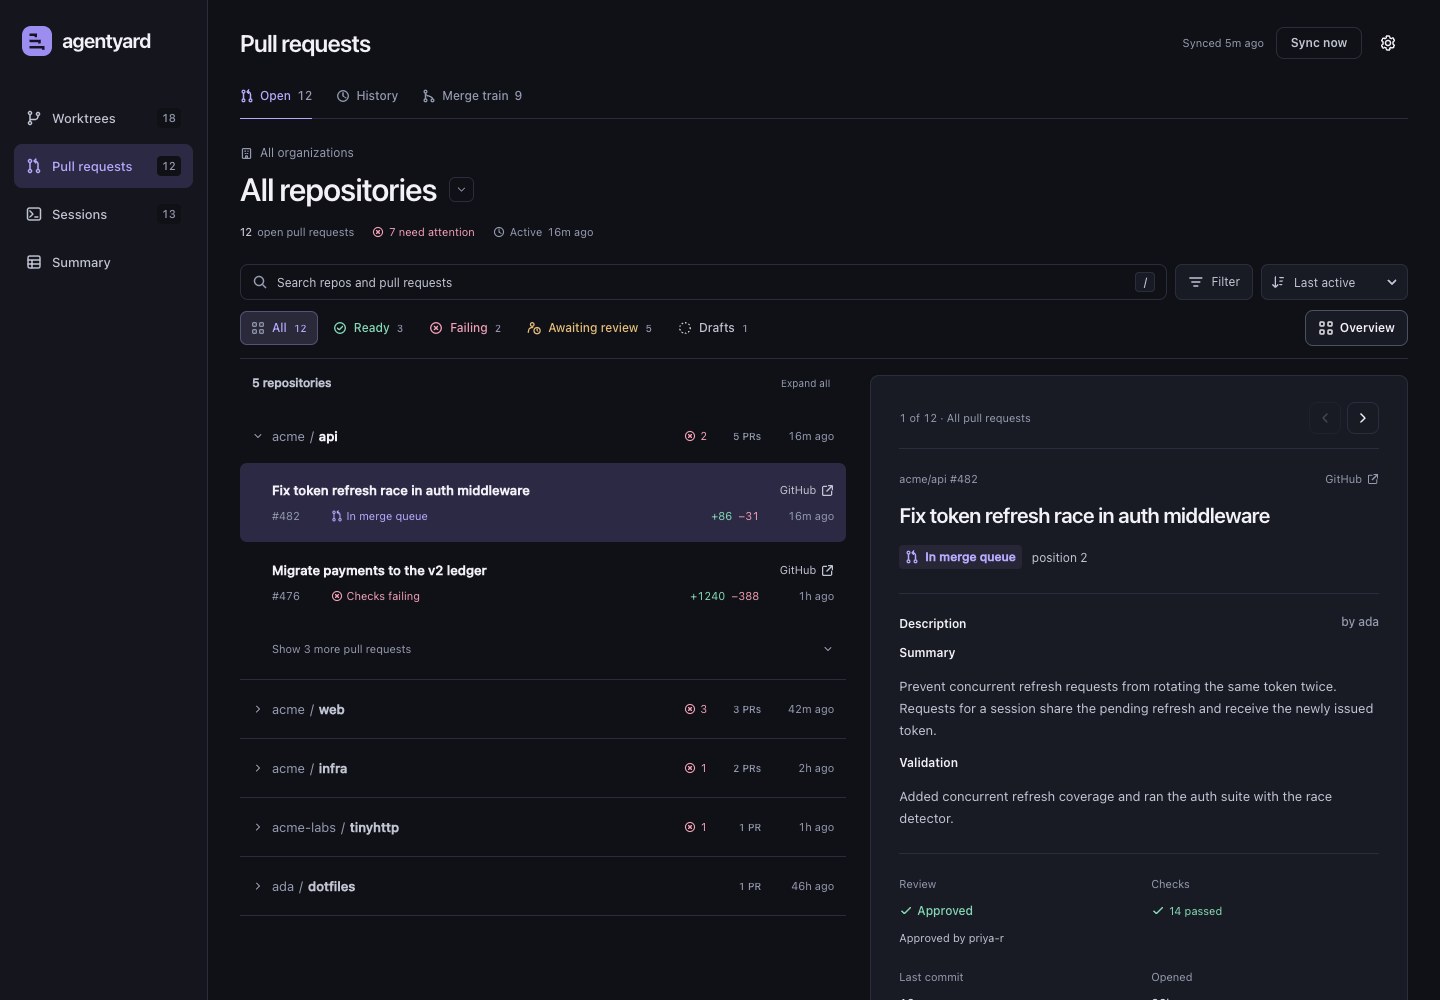 agentyard
Worktrees 18
Pull requests 12
Sessions 13
Summary
Pull requests
Synced 5m ago
Sync now
Open 12
History
Merge train 9
All organizations
All repositories
12 open pull requests
7 need attention
Active 16m ago
Search repos and pull requests
/
Filter
Last active
All 12
Ready 3
Failing 2
Awaiting review 5
Drafts 1
Overview
5 repositories
Expand all
acme / api 2 5 PRs 16m ago
Fix token refresh race in auth middleware GitHub
#482 In merge queue +86 −31 16m ago
Migrate payments to the v2 ledger GitHub
#476 Checks failing +1240 −388 1h ago
Show 3 more pull requests
acme / web 3 3 PRs 42m ago
acme / infra 1 2 PRs 2h ago
acme-labs / tinyhttp 1 1 PR 1h ago
ada / dotfiles 1 PR 46h ago
1 of 12 · All pull requests
acme/api #482 GitHub
Fix token refresh race in auth middleware
In merge queue position 2
Description by ada
Summary
Prevent concurrent refresh requests from rotating the same token twice.
Requests for a session share the pending refresh and receive the newly issued
token.
Validation
Added concurrent refresh coverage and ran the auth suite with the race
detector.
Review Checks
Approved 14 passed
Approved by priya-r
Last commit Opened